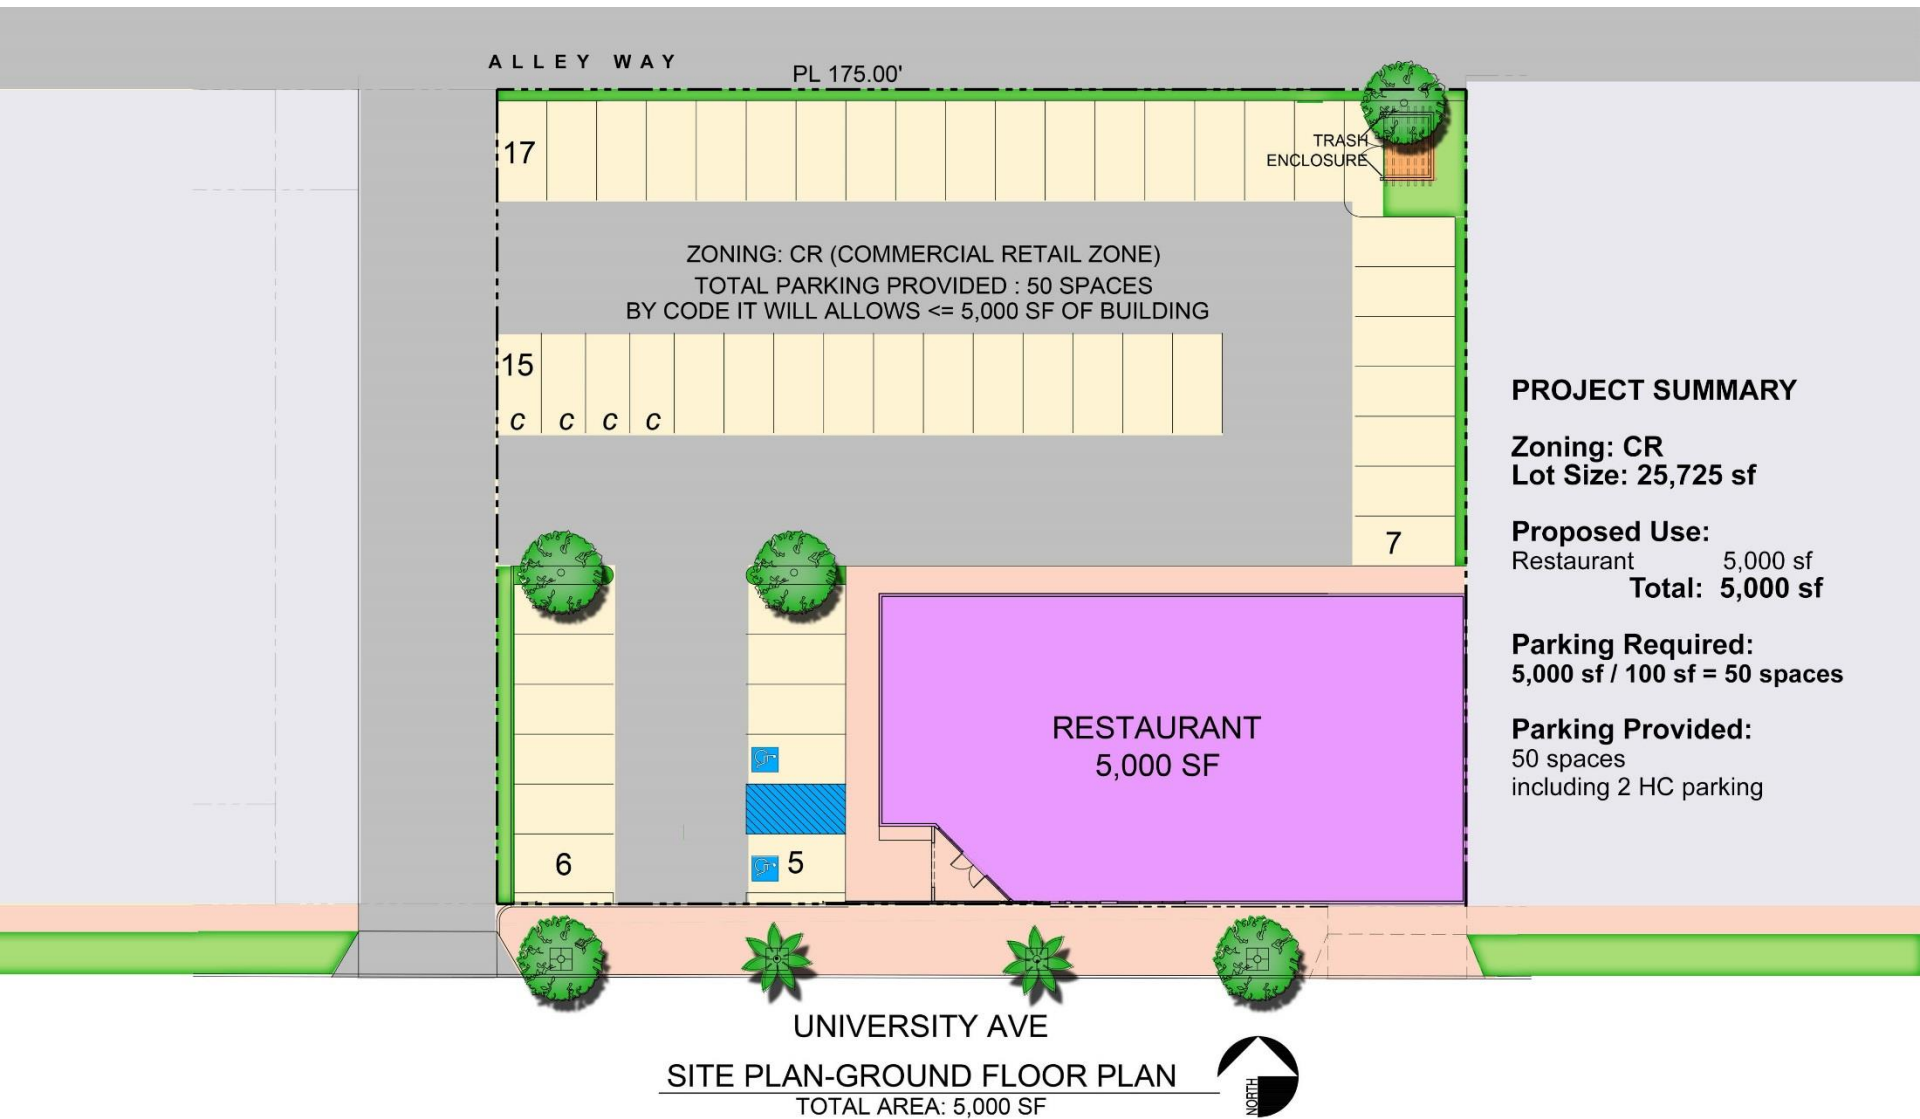 ALLEY WAY
PL 175.00'
17
TRASH
ENCLOSURE
ZONING: CR (COMMERCIAL RETAIL ZONE)
TOTAL PARKING PROVIDED : 50 SPACES
BY CODE IT WILL ALLOWS <= 5,000 SF OF BUILDING
15
C C C C
7
PROJECT SUMMARY
Zoning: CR
Lot Size: 25,725 sf
Proposed Use:
Restaurant 5,000 sf
Total: 5,000 sf
Parking Required:
5,000 sf / 100 sf = 50 spaces
Parking Provided:
50 spaces
including 2 HC parking
RESTAURANT
5,000 SF
6
5
UNIVERSITY AVE
SITE PLAN-GROUND FLOOR PLAN
TOTAL AREA: 5,000 SF
NORTH